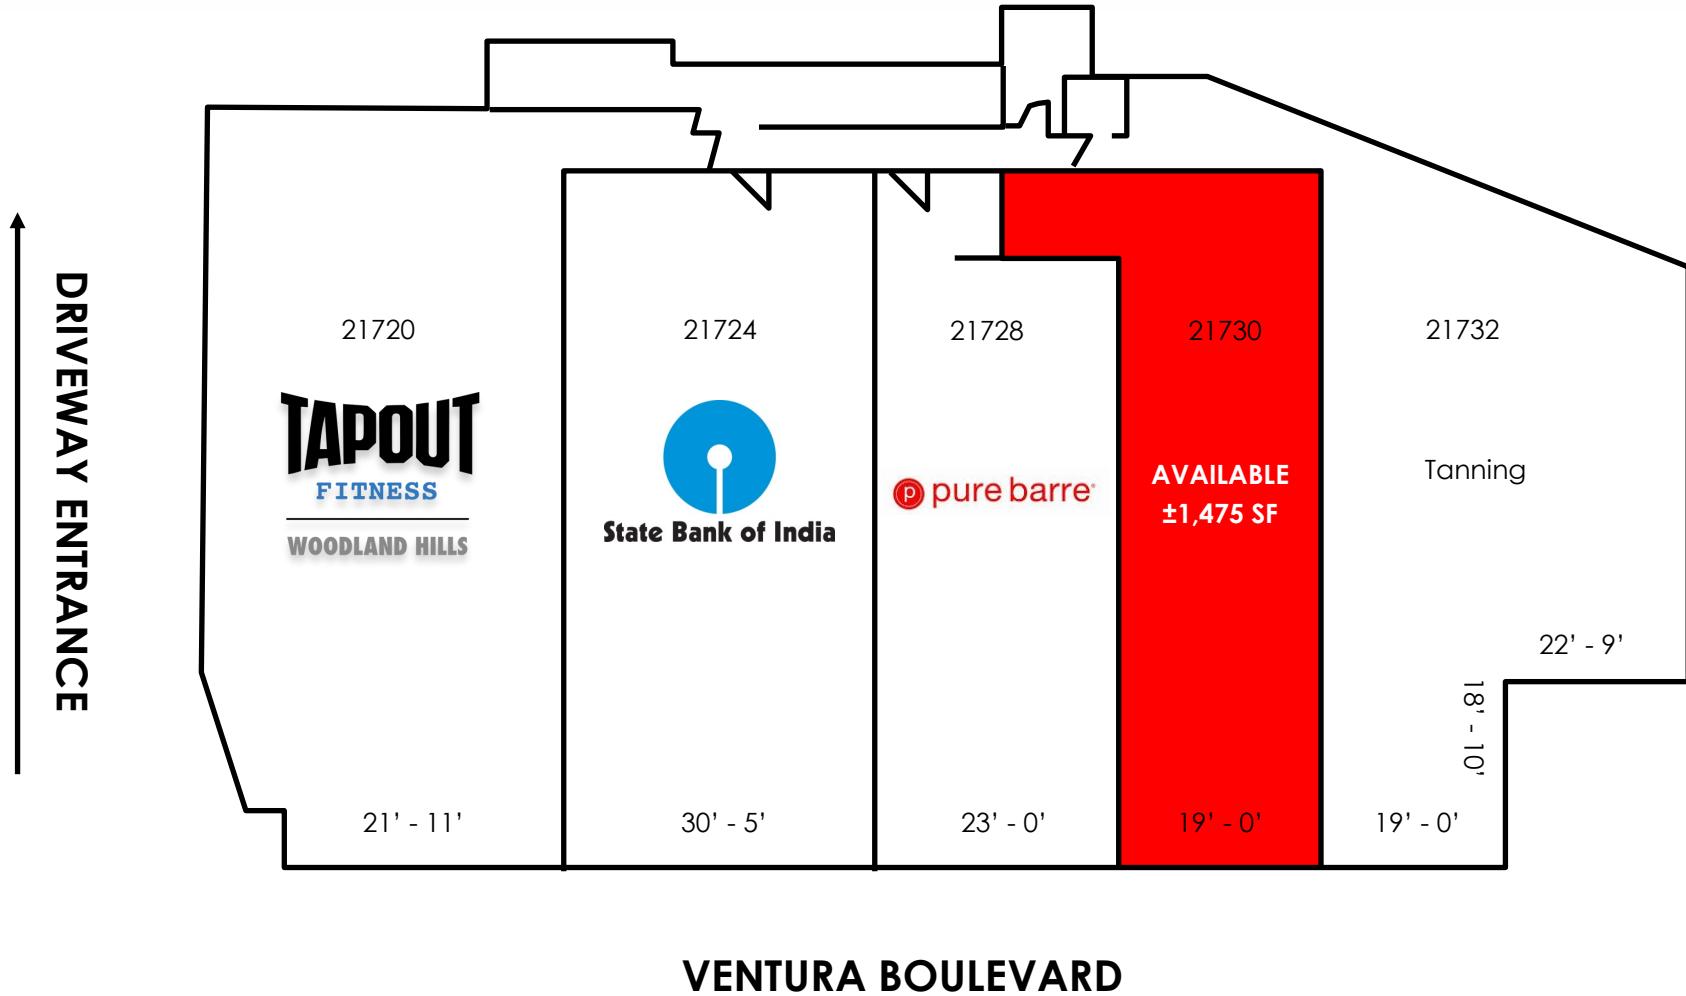 DRIVEWAY ENTRANCE
21720
TAPOUT
FITNESS
WOODLAND HILLS
21' - 11'
21724
State Bank of India
30' - 5'
21728
p pure barre
23' - 0'
21730
AVAILABLE
±1,475 SF
19' - 0'
21732
Tanning
22' - 9'
18' - 10'
19' - 0'
VENTURA BOULEVARD